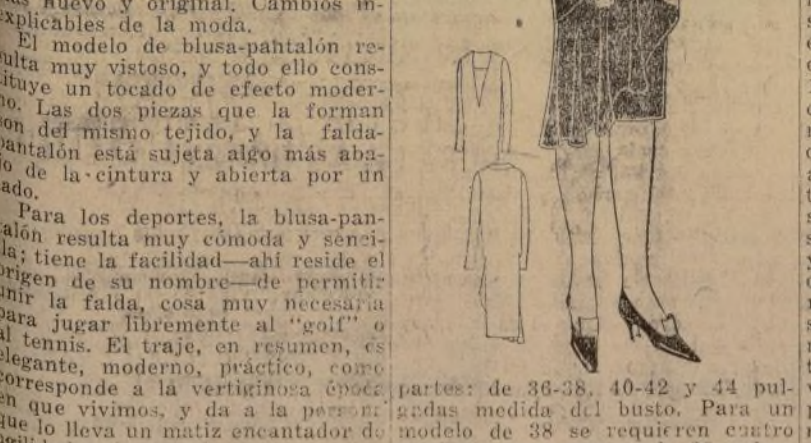 nuevo y original. Cambios in-
explicables de la moda.
El modelo de blusa-pantalón re-
sulta muy vistoso, y todo ello cons-
tituye un tocado de efecto moder-
no. Las dos piezas que la forman
son del mismo tejido, y la falda-
pantalón está sujeta algo más aba-
jo de la cintura y abierta por un
lado.
Para los deportes, la blusa-pan-
talón resulta muy cómoda y senci-
lla; tiene la facilidad—ahí reside el
origen de su nombre—de permitir
unir la falda, cosa muy necesaria
para jugar libremente al "golf" o
al tennis. El traje, en resumen, es
elegante, moderno, práctico, como
corresponde a la vertiginosa época
en que vivimos, y da a la persona
que lo lleva un matiz encantador de
partes: de 36-38, 40-42 y 44 pul-
gadas medida del busto. Para un
modelo de 38 se requieren cuatro